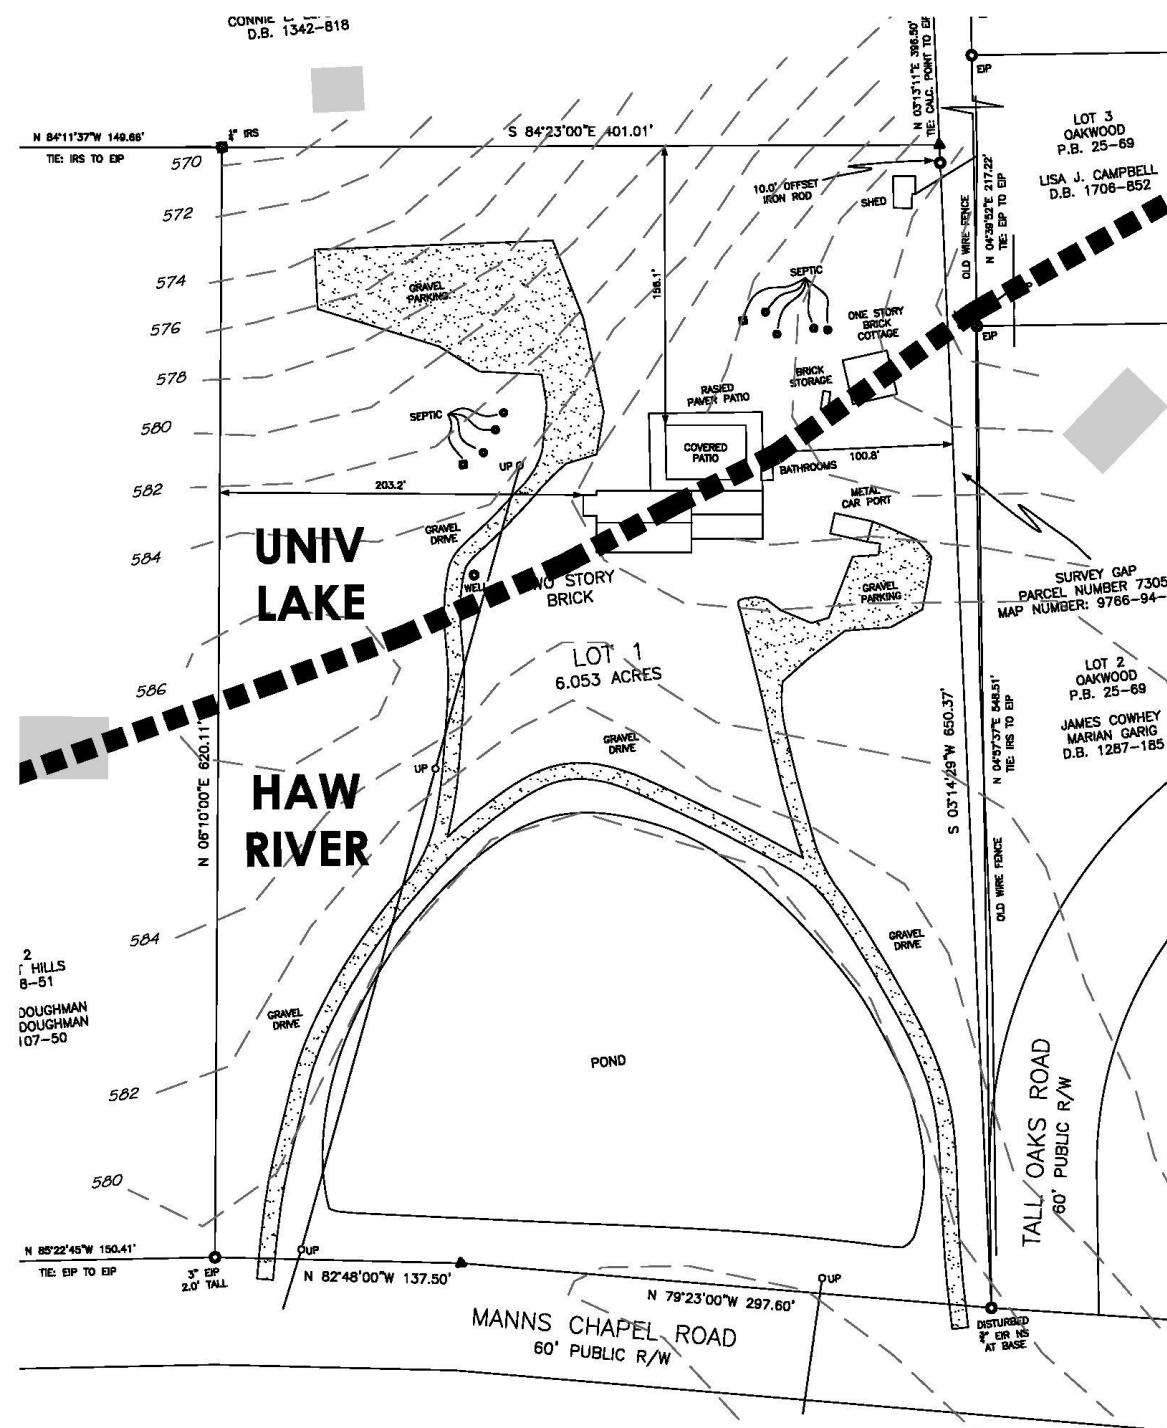 D.B. 1342-818
N 84°11'37"W 149.66'
TIE: IRS TO EIP
IRS
S 84°23'00"E 401.01'
N 03°13'11"E 396.50'
TIE: CALC. POINT TO
EIP
LOT 3
OAKWOOD
P.B. 25-69
LISA J. CAMPBELL
D.B. 1706-852
570
572
574
576
578
580
582
584
586
584
582
580
10.0' OFFSET
IRON ROD
SHED
OLD WIRE FENCE
N 04°39'52"E 217.22'
TIE: EIP TO EIP
156.1'
GRAVEL
PARKING
SEPTIC
ONE STORY
BRICK
COTTAGE
EIP
BRICK
STORAGE
RASIED
PAVER PATIO
SEPTIC
COVERED
PATIO
UP
BATHROOMS
100.8'
203.2'
METAL
CAR PORT
GRAVEL
DRIVE
UNIV
LAKE
WELL
WO STORY
BRICK
GRAVEL
PARKING
SURVEY GAP
PARCEL NUMBER 7305
MAP NUMBER: 9766-94-
LOT 1
6.053 ACRES
LOT 2
OAKWOOD
P.B. 25-69
JAMES COWHEY
MARIAN GARIG
D.B. 1287-185
GRAVEL
DRIVE
S 03°14'29"W 650.37'
N 04°57'37"E 548.51'
TIE: IRS TO EIP
UP
N 06°10'00"E 620.11'
HAW
RIVER
OLD WIRE FENCE
GRAVEL
DRIVE
2
HILLS
8-51
DOUGHMAN
DOUGHMAN
107-50
GRAVEL
DRIVE
POND
TALL OAKS ROAD
60' PUBLIC R/W
N 85°22'45"W 150.41'
TIE: EIP TO EIP
3" EIP
2.0' TALL
UP
N 82°48'00"W 137.50'
N 79°23'00"W 297.60'
UP
MANNS CHAPEL ROAD
60' PUBLIC R/W
DISTURBED
EIR NS
AT BASE